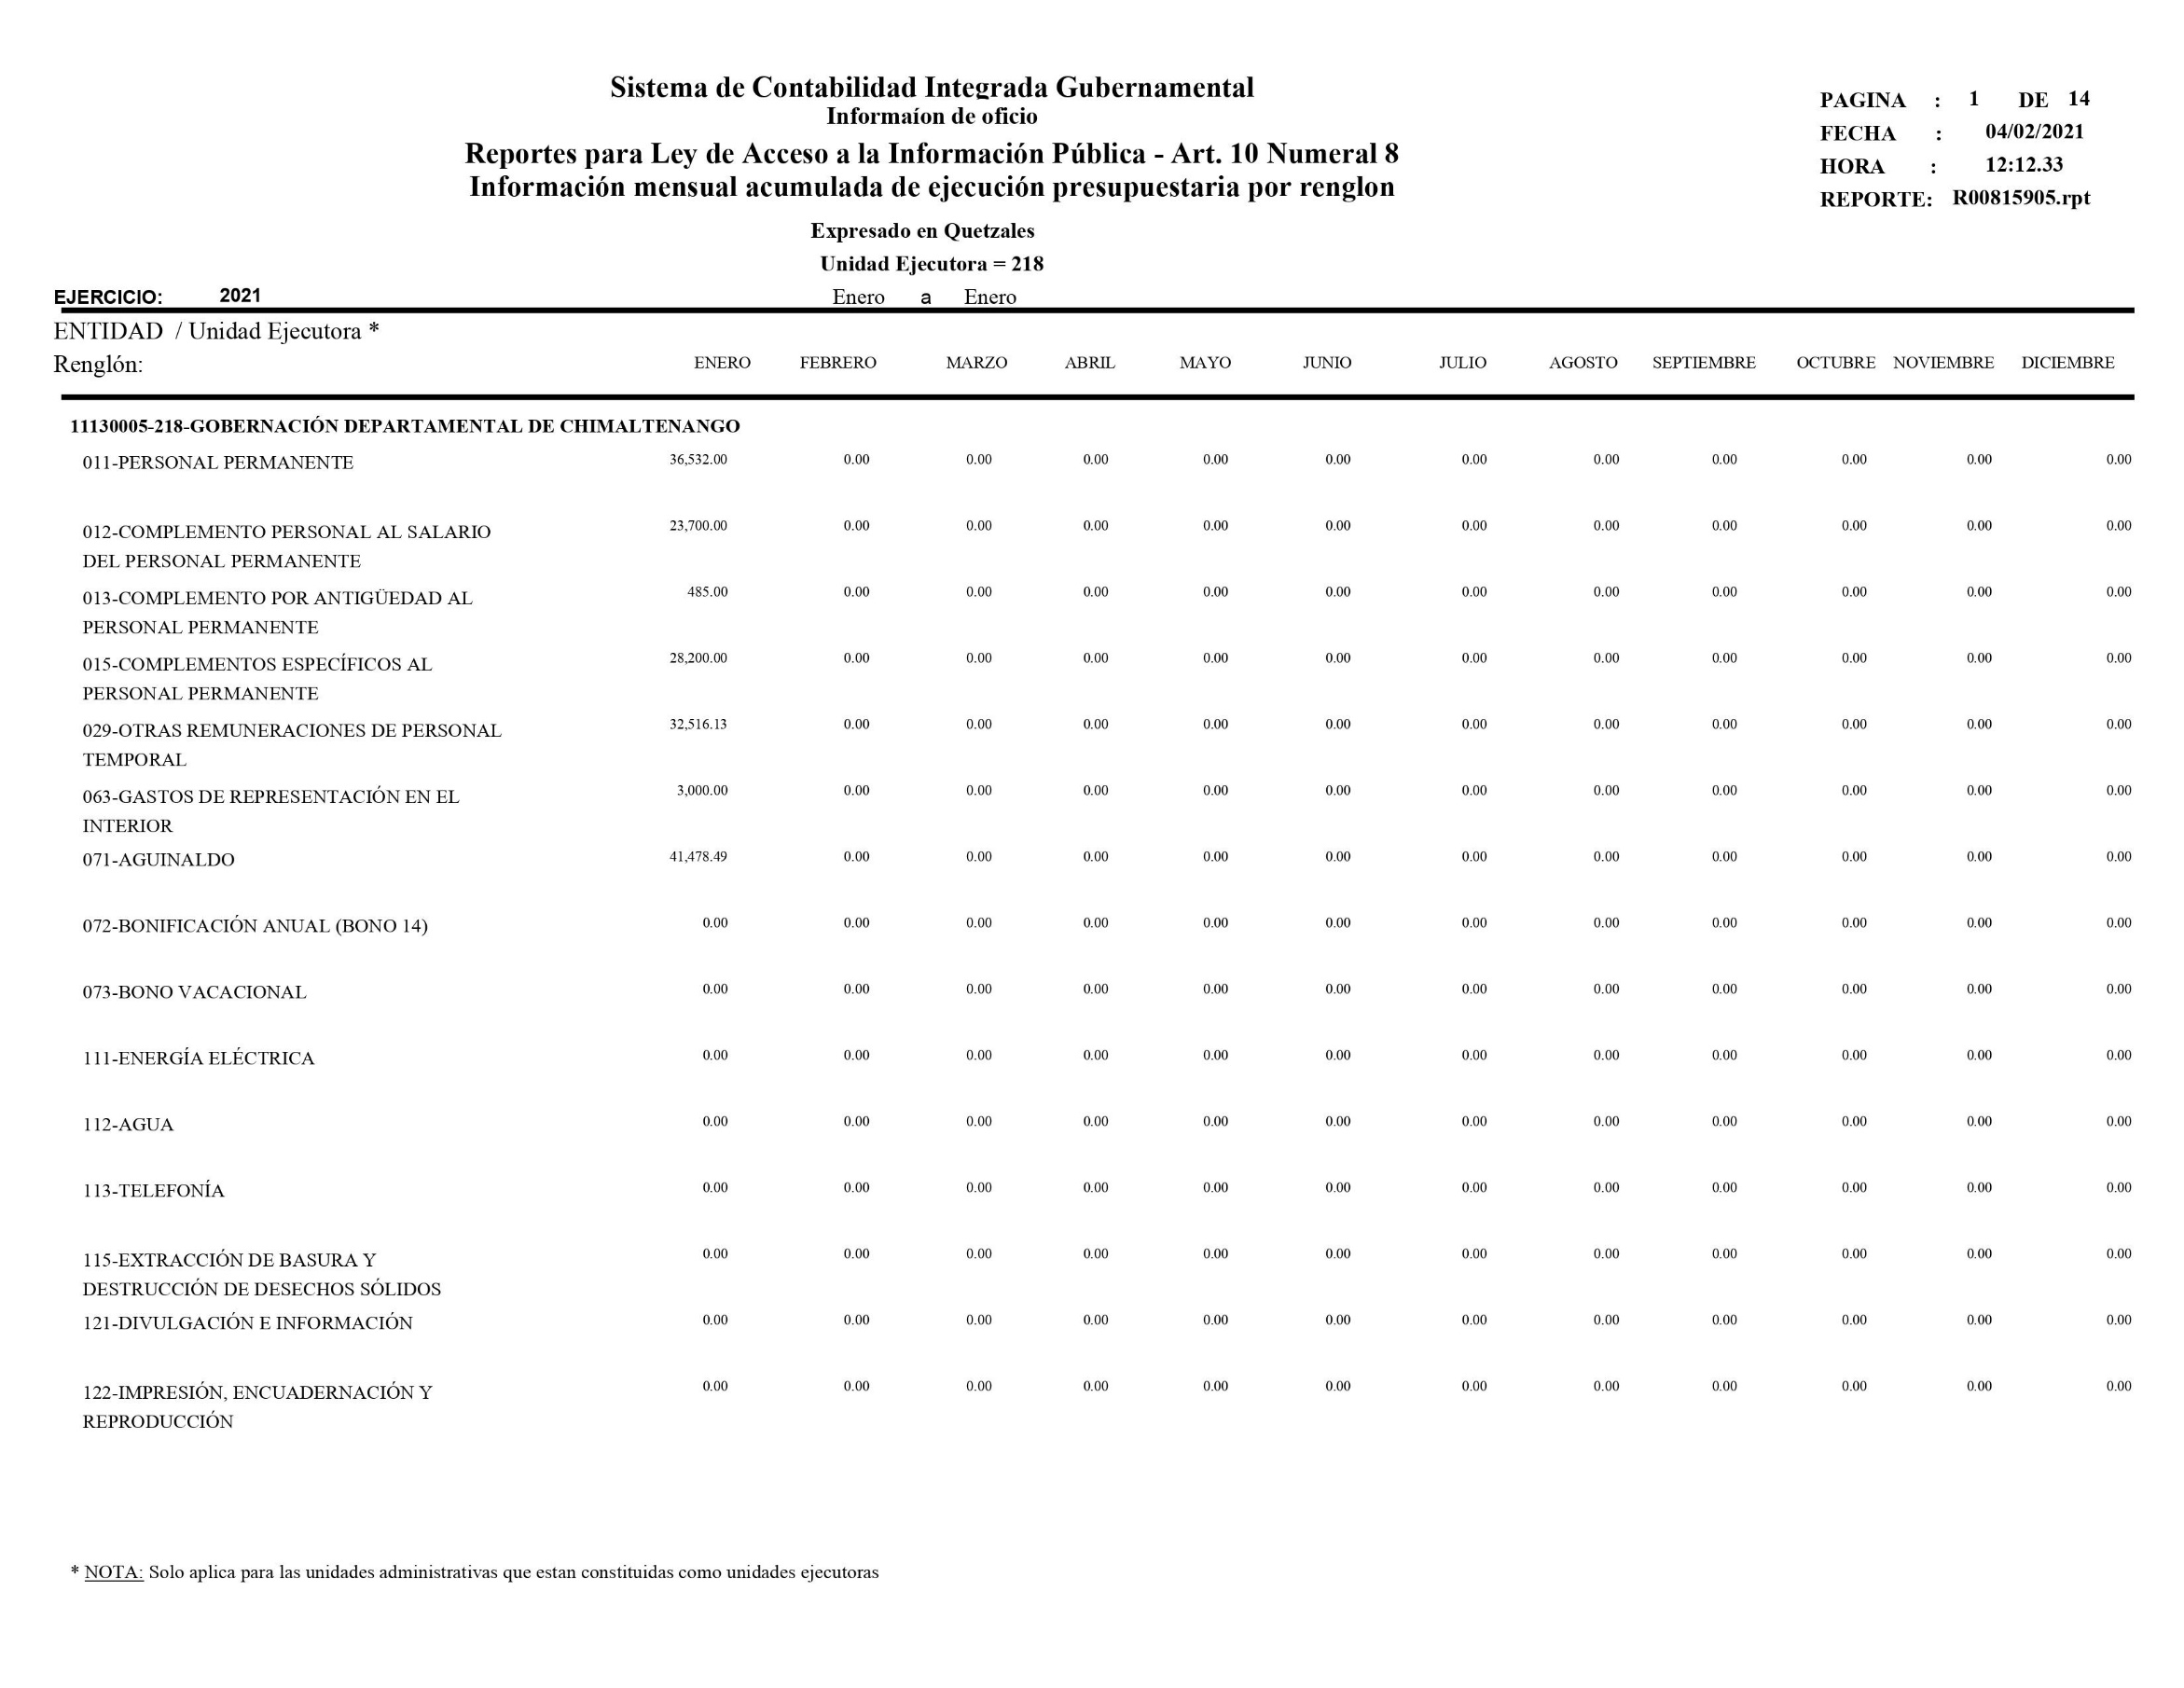 Sistema de Contabilidad Integrada Gubernamental
Informaíon de oficio
Reportes para Ley de Acceso a la Información Pública - Art. 10 Numeral 8
Información mensual acumulada de ejecución presupuestaria por renglon
Expresado en Quetzales
Unidad Ejecutora = 218
PAGINA : 1 DE 14
FECHA : 04/02/2021
HORA : 12:12.33
REPORTE: R00815905.rpt
EJERCICIO: 2021 Enero a Enero
ENTIDAD / Unidad Ejecutora *
Renglón: ENERO FEBRERO MARZO ABRIL MAYO JUNIO JULIO AGOSTO SEPTIEMBRE OCTUBRE NOVIEMBRE DICIEMBRE
11130005-218-GOBERNACIÓN DEPARTAMENTAL DE CHIMALTENANGO
011-PERSONAL PERMANENTE 36,532.00 0.00 0.00 0.00 0.00 0.00 0.00 0.00 0.00 0.00 0.00 0.00
012-COMPLEMENTO PERSONAL AL SALARIO 23,700.00 0.00 0.00 0.00 0.00 0.00 0.00 0.00 0.00 0.00 0.00 0.00
DEL PERSONAL PERMANENTE
013-COMPLEMENTO POR ANTIGÜEDAD AL 485.00 0.00 0.00 0.00 0.00 0.00 0.00 0.00 0.00 0.00 0.00 0.00
PERSONAL PERMANENTE
015-COMPLEMENTOS ESPECÍFICOS AL 28,200.00 0.00 0.00 0.00 0.00 0.00 0.00 0.00 0.00 0.00 0.00 0.00
PERSONAL PERMANENTE
029-OTRAS REMUNERACIONES DE PERSONAL 32,516.13 0.00 0.00 0.00 0.00 0.00 0.00 0.00 0.00 0.00 0.00 0.00
TEMPORAL
063-GASTOS DE REPRESENTACIÓN EN EL 3,000.00 0.00 0.00 0.00 0.00 0.00 0.00 0.00 0.00 0.00 0.00 0.00
INTERIOR
071-AGUINALDO 41,478.49 0.00 0.00 0.00 0.00 0.00 0.00 0.00 0.00 0.00 0.00 0.00
072-BONIFICACIÓN ANUAL (BONO 14) 0.00 0.00 0.00 0.00 0.00 0.00 0.00 0.00 0.00 0.00 0.00 0.00
073-BONO VACACIONAL 0.00 0.00 0.00 0.00 0.00 0.00 0.00 0.00 0.00 0.00 0.00 0.00
111-ENERGÍA ELÉCTRICA 0.00 0.00 0.00 0.00 0.00 0.00 0.00 0.00 0.00 0.00 0.00 0.00
112-AGUA 0.00 0.00 0.00 0.00 0.00 0.00 0.00 0.00 0.00 0.00 0.00 0.00
113-TELEFONÍA 0.00 0.00 0.00 0.00 0.00 0.00 0.00 0.00 0.00 0.00 0.00 0.00
115-EXTRACCIÓN DE BASURA Y 0.00 0.00 0.00 0.00 0.00 0.00 0.00 0.00 0.00 0.00 0.00 0.00
DESTRUCCIÓN DE DESECHOS SÓLIDOS
121-DIVULGACIÓN E INFORMACIÓN 0.00 0.00 0.00 0.00 0.00 0.00 0.00 0.00 0.00 0.00 0.00 0.00
122-IMPRESIÓN, ENCUADERNACIÓN Y 0.00 0.00 0.00 0.00 0.00 0.00 0.00 0.00 0.00 0.00 0.00 0.00
REPRODUCCIÓN
* NOTA: Solo aplica para las unidades administrativas que estan constituidas como unidades ejecutoras